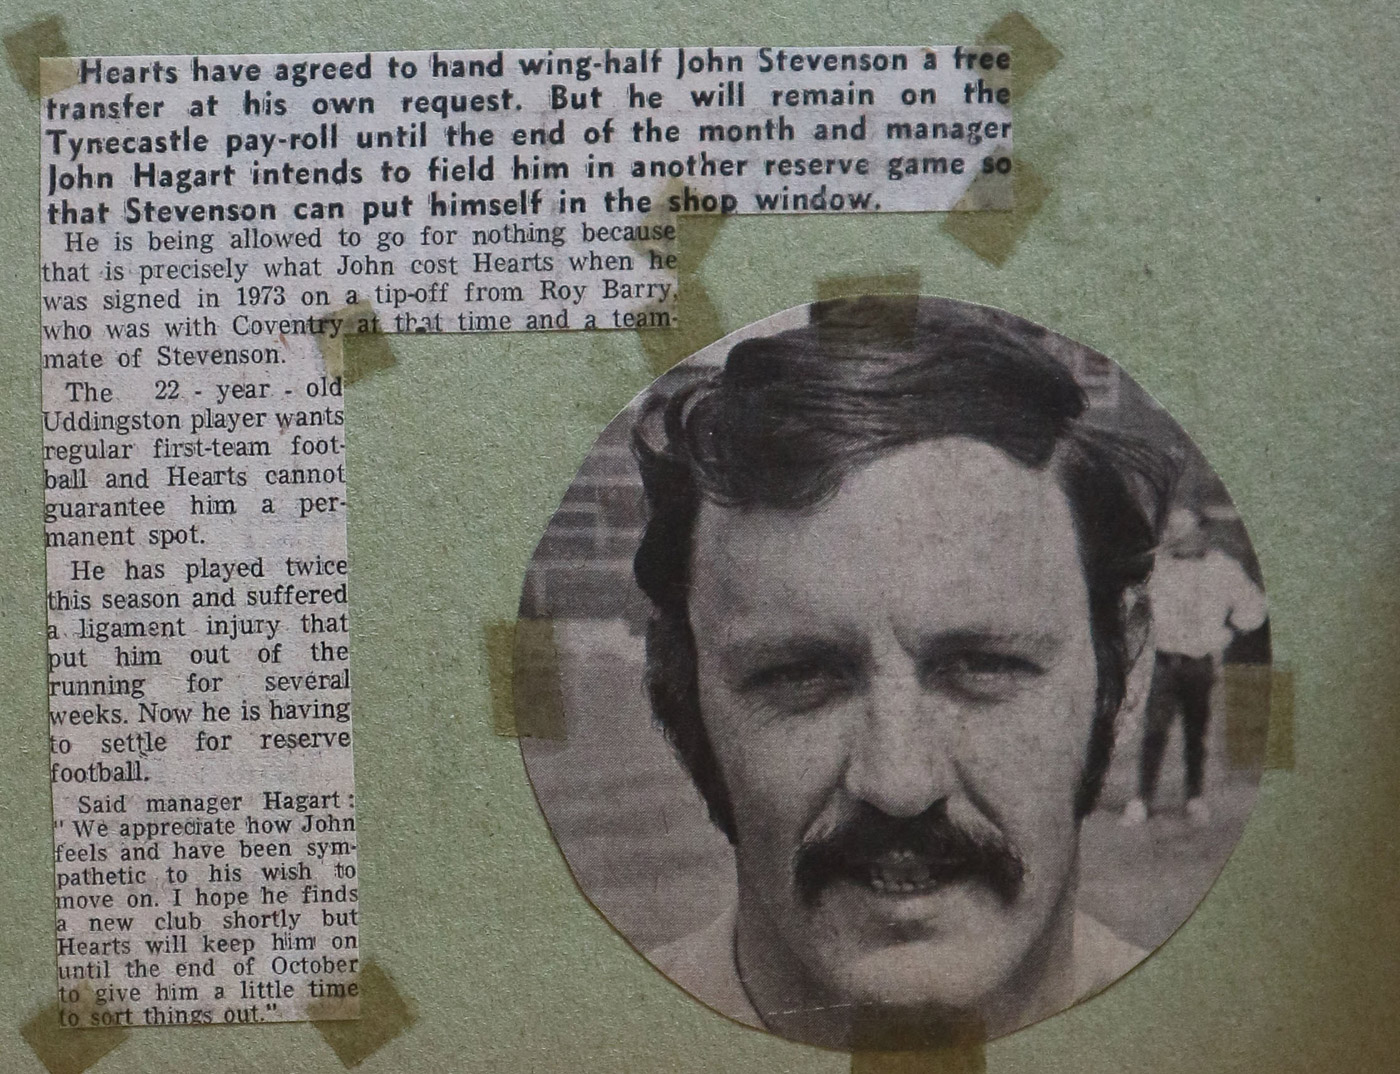 Hearts have agreed to hand wing-half John Stevenson a free
transfer at his own request. But he will remain on the
Tynecastle pay-roll until the end of the month and manager
John Hagart intends to field him in another reserve game so
that Stevenson can put himself in the shop window.
He is being allowed to go for nothing because
that is precisely what John cost Hearts when he
was signed in 1973 on a tip-off from Roy Barry,
who was with Coventry at that time and a team-
mate of Stevenson.
The 22 - year - old
Uddingston player wants
regular first-team foot-
ball and Hearts cannot
guarantee him a per-
manent spot.
He has played twice
this season and suffered
a ligament injury that
put him out of the
running for several
weeks. Now he is having
to settle for reserve
football.
Said manager Hagart:
"We appreciate how John
feels and have been sym-
pathetic to his wish to
move on. I hope he finds
a new club shortly but
Hearts will keep him on
until the end of October
to give him a little time
to sort things out."